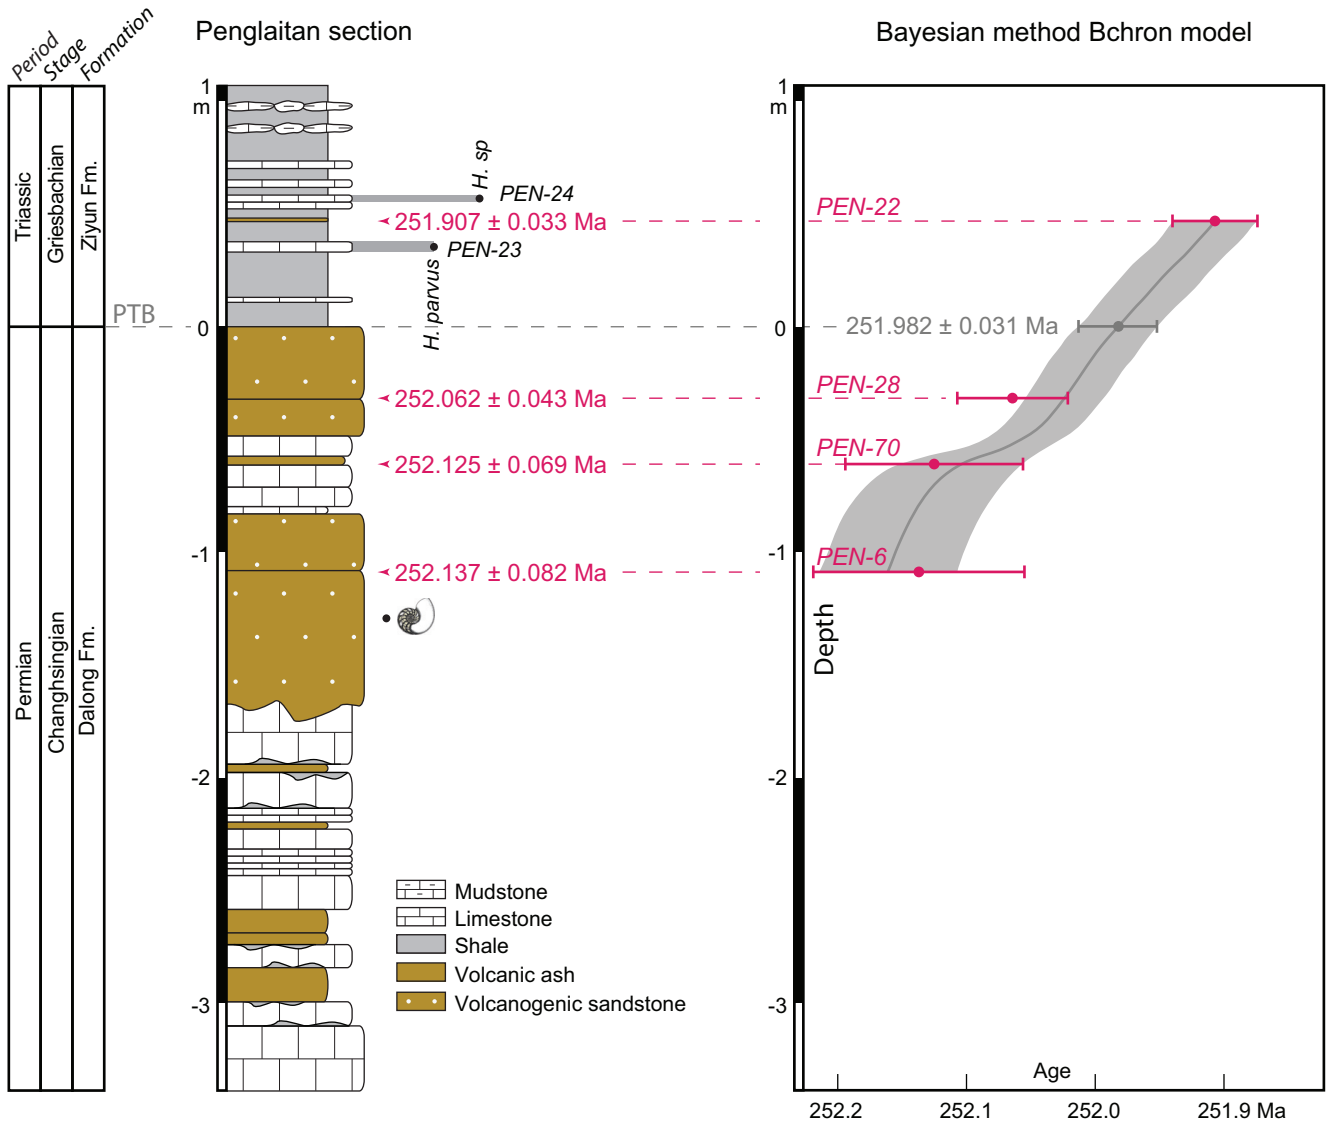 Period
Stage
Formation
Penglaitan section
Bayesian method Bchron model
Triassic
Griesbachian
Ziyun Fm.
Permian
Changhsingian
Dalong Fm.
PTB
1
m
0
-1
-2
-3
H. sp
PEN-24
251.907 ± 0.033 Ma
PEN-23
H. parvus
252.062 ± 0.043 Ma
252.125 ± 0.069 Ma
252.137 ± 0.082 Ma
Mudstone
Limestone
Shale
Volcanic ash
Volcanogenic sandstone
1
m
0
-1
-2
-3
PEN-22
251.982 ± 0.031 Ma
PEN-28
PEN-70
PEN-6
Depth
Age
252.2 252.1 252.0 251.9 Ma